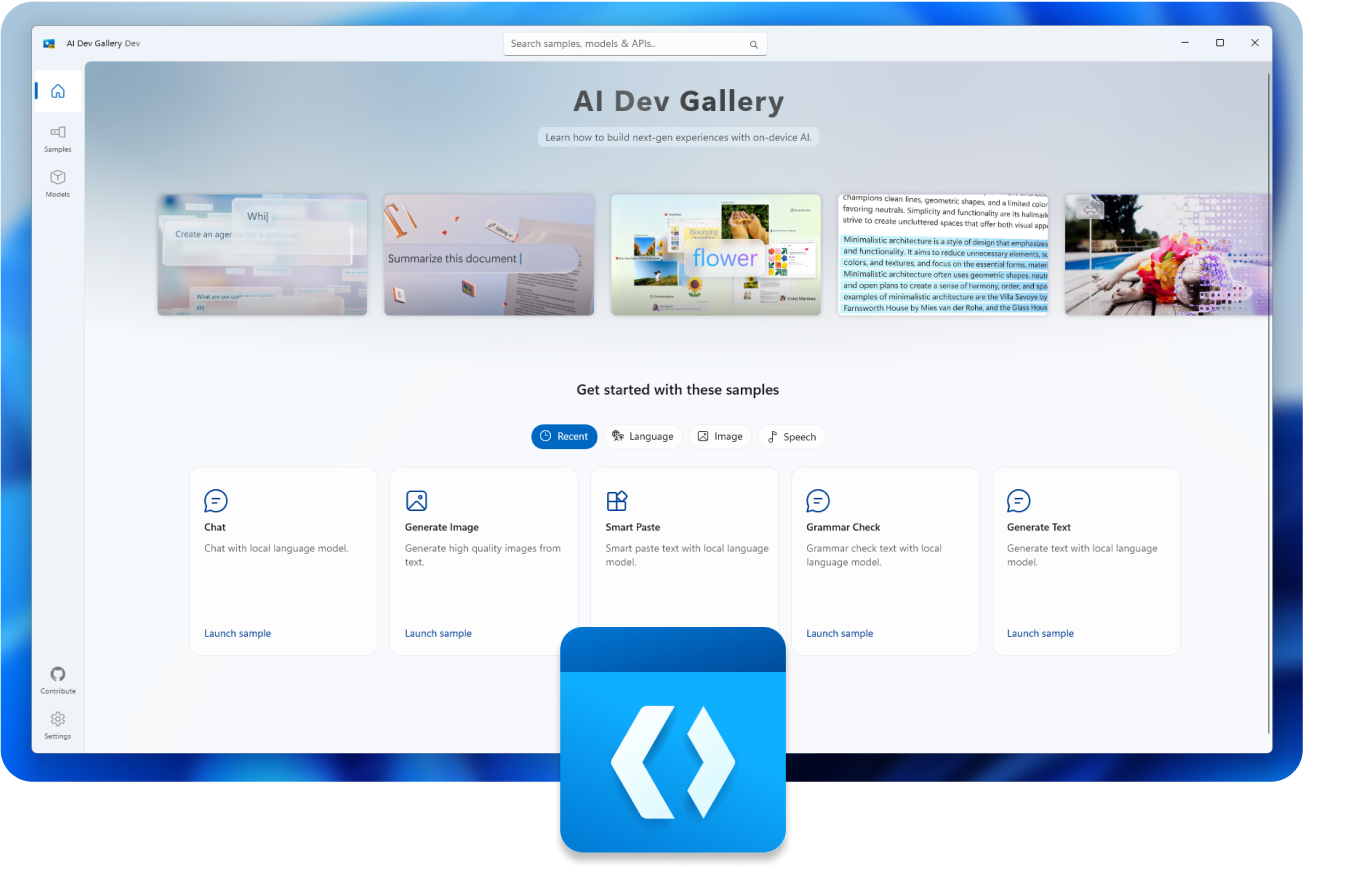 AI Dev Gallery Dev
Search samples, models & APIs..
Samples
Models
Contribute
Settings
AI Dev Gallery
Learn how to build next-gen experiences with on-device AI.
Whi
Create an agen
What are our cu
Summarize this document
flower
champions clean lines, geometric shapes, and a limited color
favoring neutrals. Simplicity and functionality are its hallmark
strive to create uncluttered spaces that offer both visual appe
Minimalistic architecture is a style of design that emphasizes
and functionality. It aims to reduce unnecessary elements, su
colors, and textures, and focus on the essential forms, mater
Minimalistic architecture often uses geometric shapes, neutr
and open plans to create a sense of harmony, order, and spa
examples of minimalistic architecture are the Villa Savoye by
Farnsworth House by Mies van der Rohe, and the Glass Hous
Get started with these samples
Recent
Language
Image
Speech
Chat
Chat with local language model.
Launch sample
Generate Image
Generate high quality images from
text.
Launch sample
Smart Paste
Smart paste text with local language
model.
Grammar Check
Grammar check text with local
language model.
Launch sample
Generate Text
Generate text with local language
model.
Launch sample